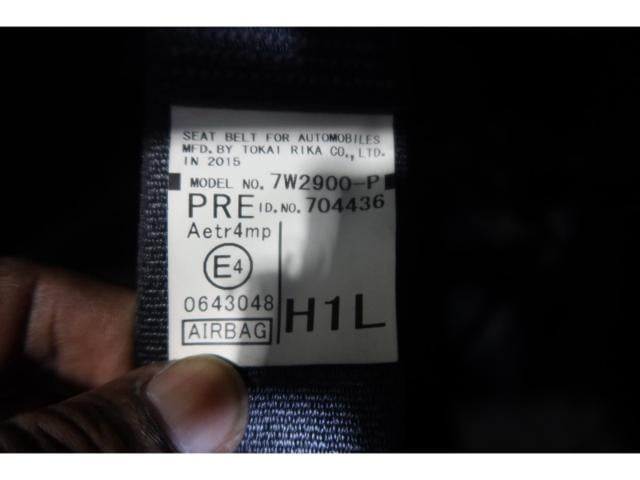 SEAT BELT FOR AUTOMOBILES
MFD. BY TOKAI RIKA CO., LTD.
IN 2015
MODEL NO. 7W2900-P
PRE ID.NO. 704436
Aetr4mp
E4
0643048
AIRBAG
H1L